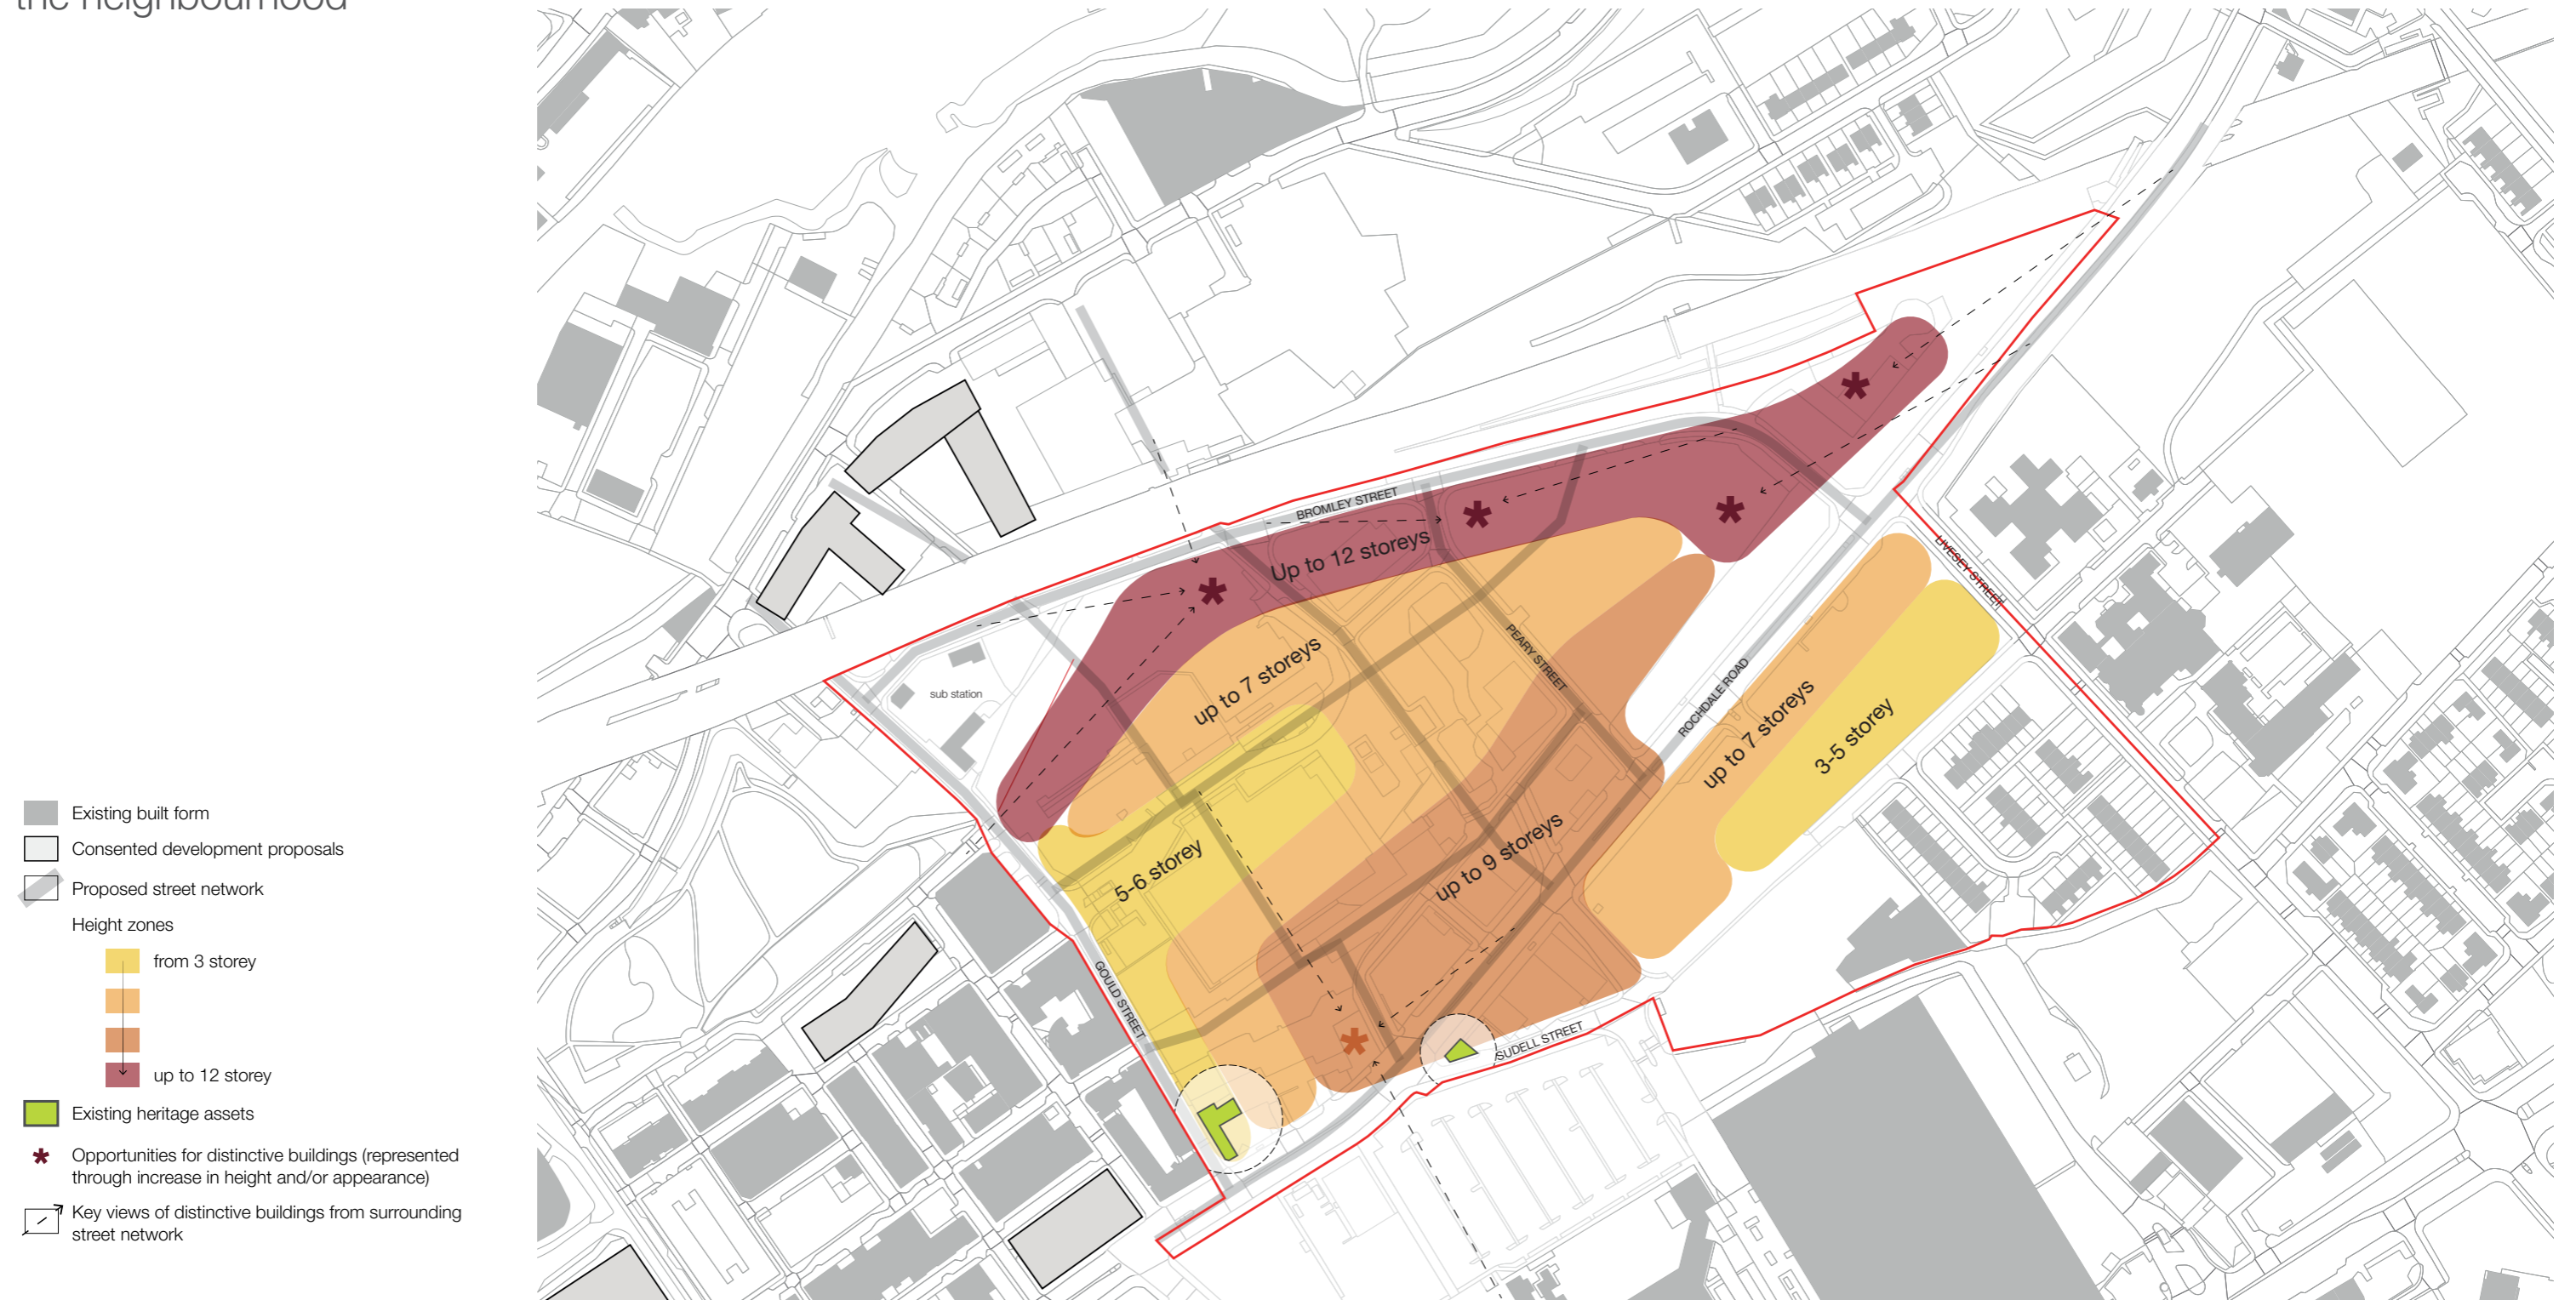 the neighbourhood
Existing built form
Consented development proposals
Proposed street network
Height zones
from 3 storey
up to 12 storey
Existing heritage assets
Opportunities for distinctive buildings (represented
through increase in height and/or appearance)
Key views of distinctive buildings from surrounding
street network
BROMLEY STREET
Up to 12 storeys
LIVESEY STREET
up to 7 storeys
PEARY STREET
sub station
ROCHDALE ROAD
up to 7 storeys
3-5 storey
5-6 storey
up to 9 storeys
GOULD STREET
SUDELL STREET